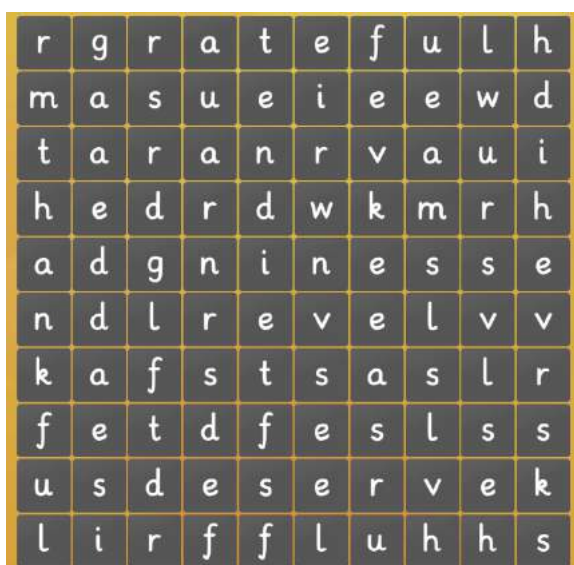 r g r a t e f u l h
m a s u e i e e w d
t a r a n r v a u i
h e d r d w k m r h
a d g n i n e s s e
n d l r e v e l v v
k a f s t s a s l r
f e t d f e s l s s
u s d e s e r v e k
l i r f f l u h h s